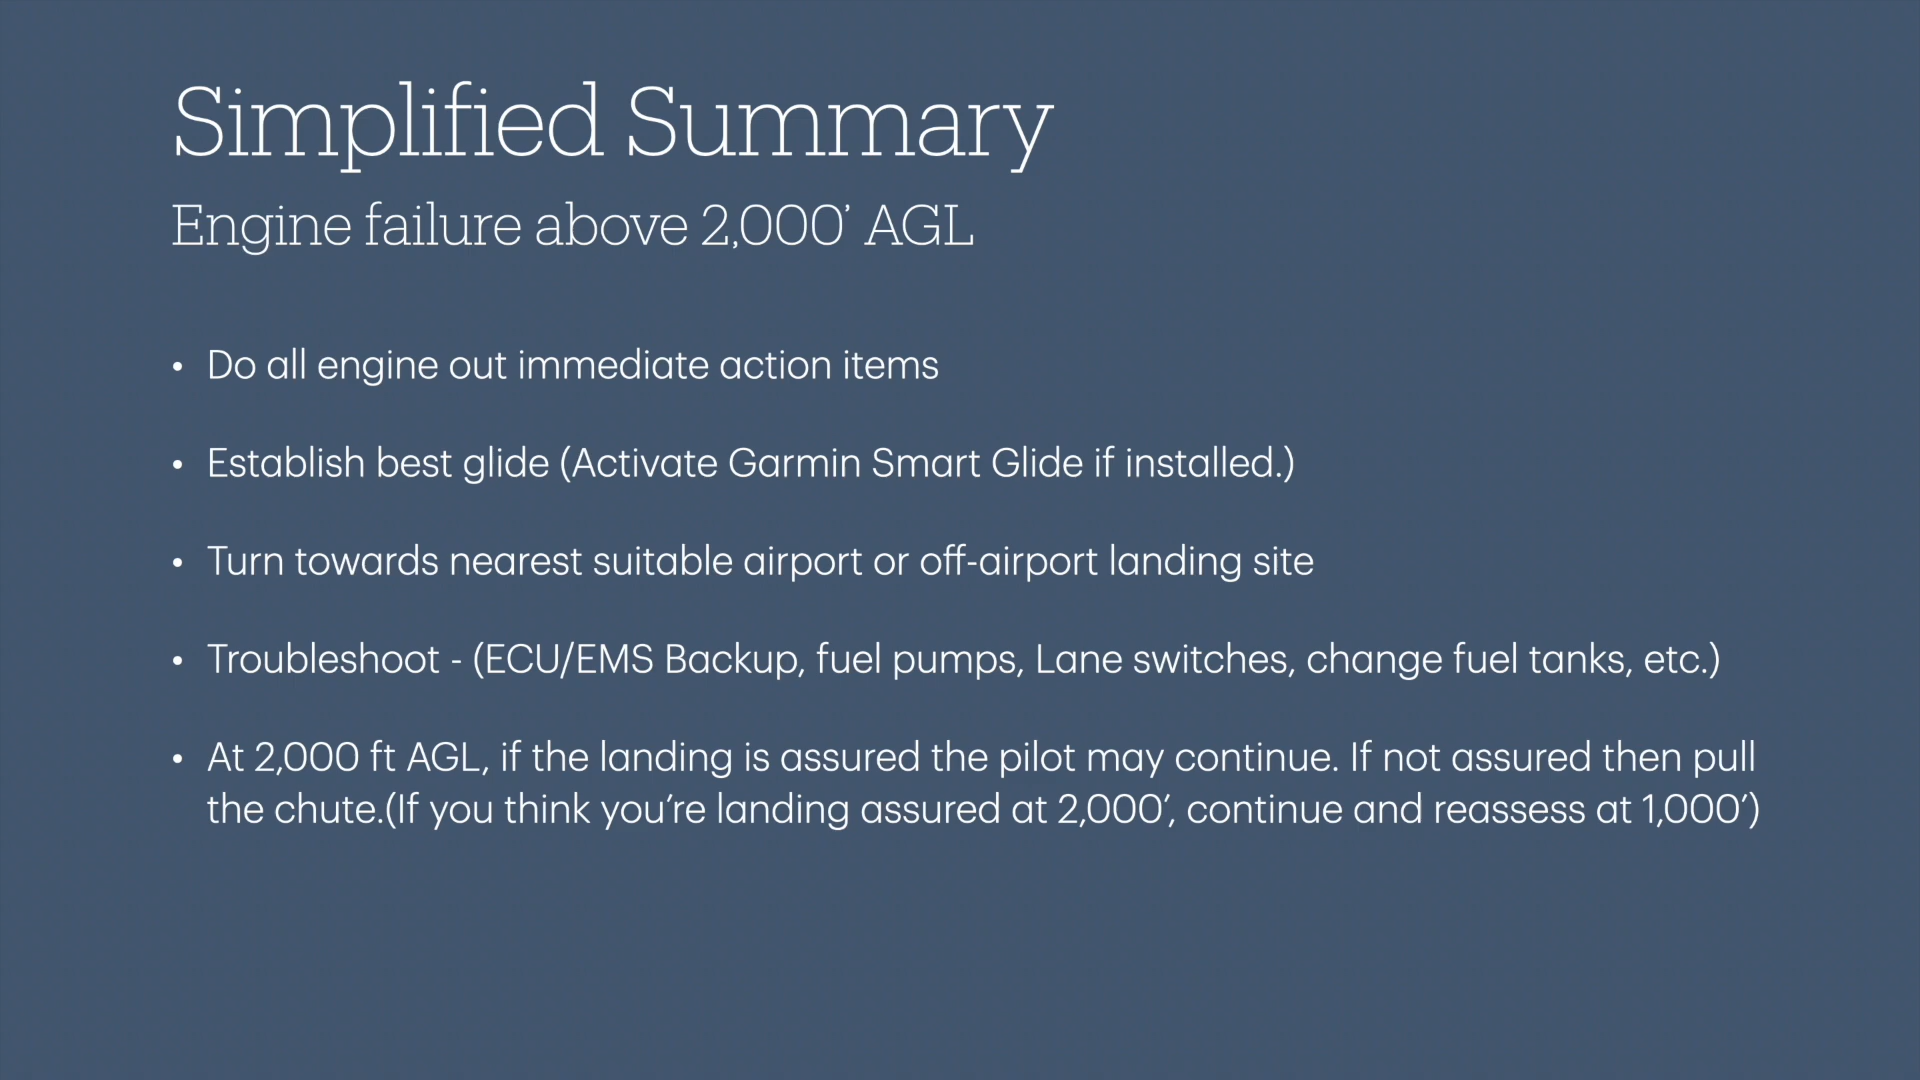 Simplified Summary
Engine failure above 2,000’ AGL
• Do all engine out immediate action items
• Establish best glide (Activate Garmin Smart Glide if installed.)
• Turn towards nearest suitable airport or off-airport landing site
• Troubleshoot - (ECU/EMS Backup, fuel pumps, Lane switches, change fuel tanks, etc.)
• At 2,000 ft AGL, if the landing is assured the pilot may continue. If not assured then pull
the chute.(If you think you’re landing assured at 2,000’, continue and reassess at 1,000’)